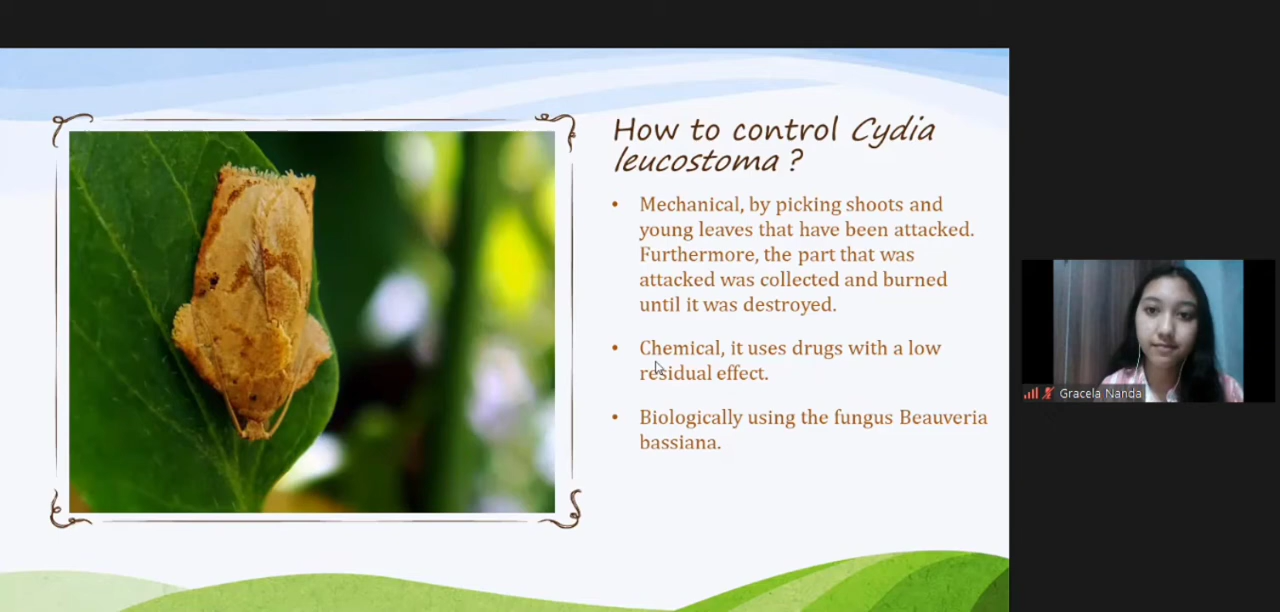 How to control Cydia
leucostoma ?
• Mechanical, by picking shoots and
young leaves that have been attacked.
Furthermore, the part that was
attacked was collected and burned
until it was destroyed.
• Chemical, it uses drugs with a low
residual effect.
• Biologically using the fungus Beauveria
bassiana.
Gracela Nanda